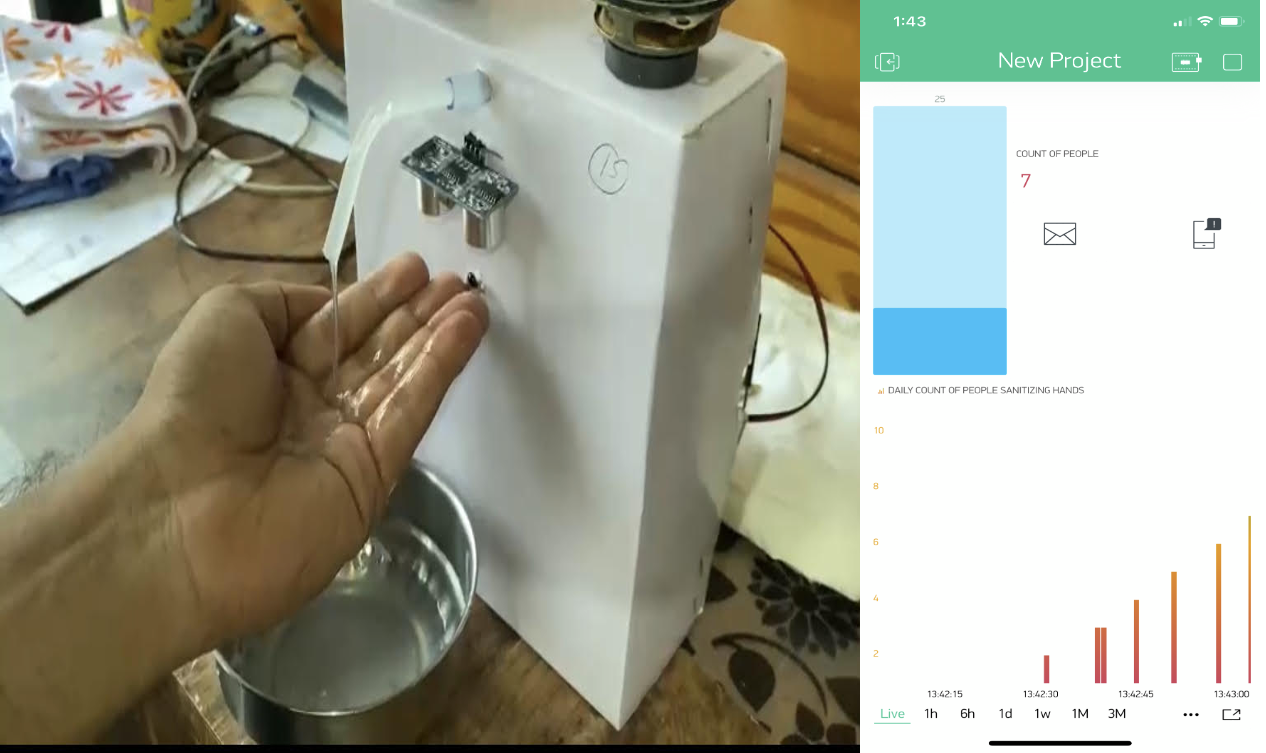 15
1:43
New Project
25
COUNT OF PEOPLE
7
!
DAILY COUNT OF PEOPLE SANITIZING HANDS
10
8
6
4
2
13:42:15 13:42:30 13:42:45 13:43:00
Live 1h 6h 1d 1w 1M 3M